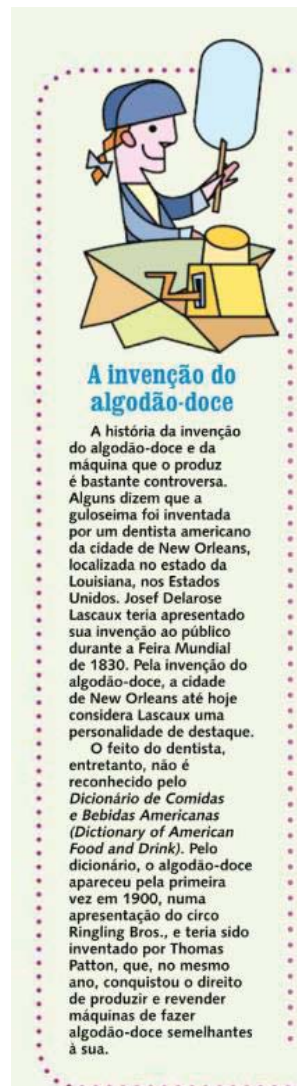 A invenção do
algodão-doce
A história da invenção
do algodão-doce e da
máquina que o produz
é bastante controversa.
Alguns dizem que a
guloseima foi inventada
por um dentista americano
da cidade de New Orleans,
localizada no estado da
Louisiana, nos Estados
Unidos. Josef Delarose
Lascaux teria apresentado
sua invenção ao público
durante a Feira Mundial
de 1830. Pela invenção do
algodão-doce, a cidade
de New Orleans até hoje
considera Lascaux uma
personalidade de destaque.
O feito do dentista,
entretanto, não é
reconhecido pelo
Dicionário de Comidas
e Bebidas Americanas
(Dictionary of American
Food and Drink). Pelo
dicionário, o algodão-doce
apareceu pela primeira
vez em 1900, numa
apresentação do circo
Ringling Bros., e teria sido
inventado por Thomas
Patton, que, no mesmo
ano, conquistou o direito
de produzir e revender
máquinas de fazer
algodão-doce semelhantes
à sua.